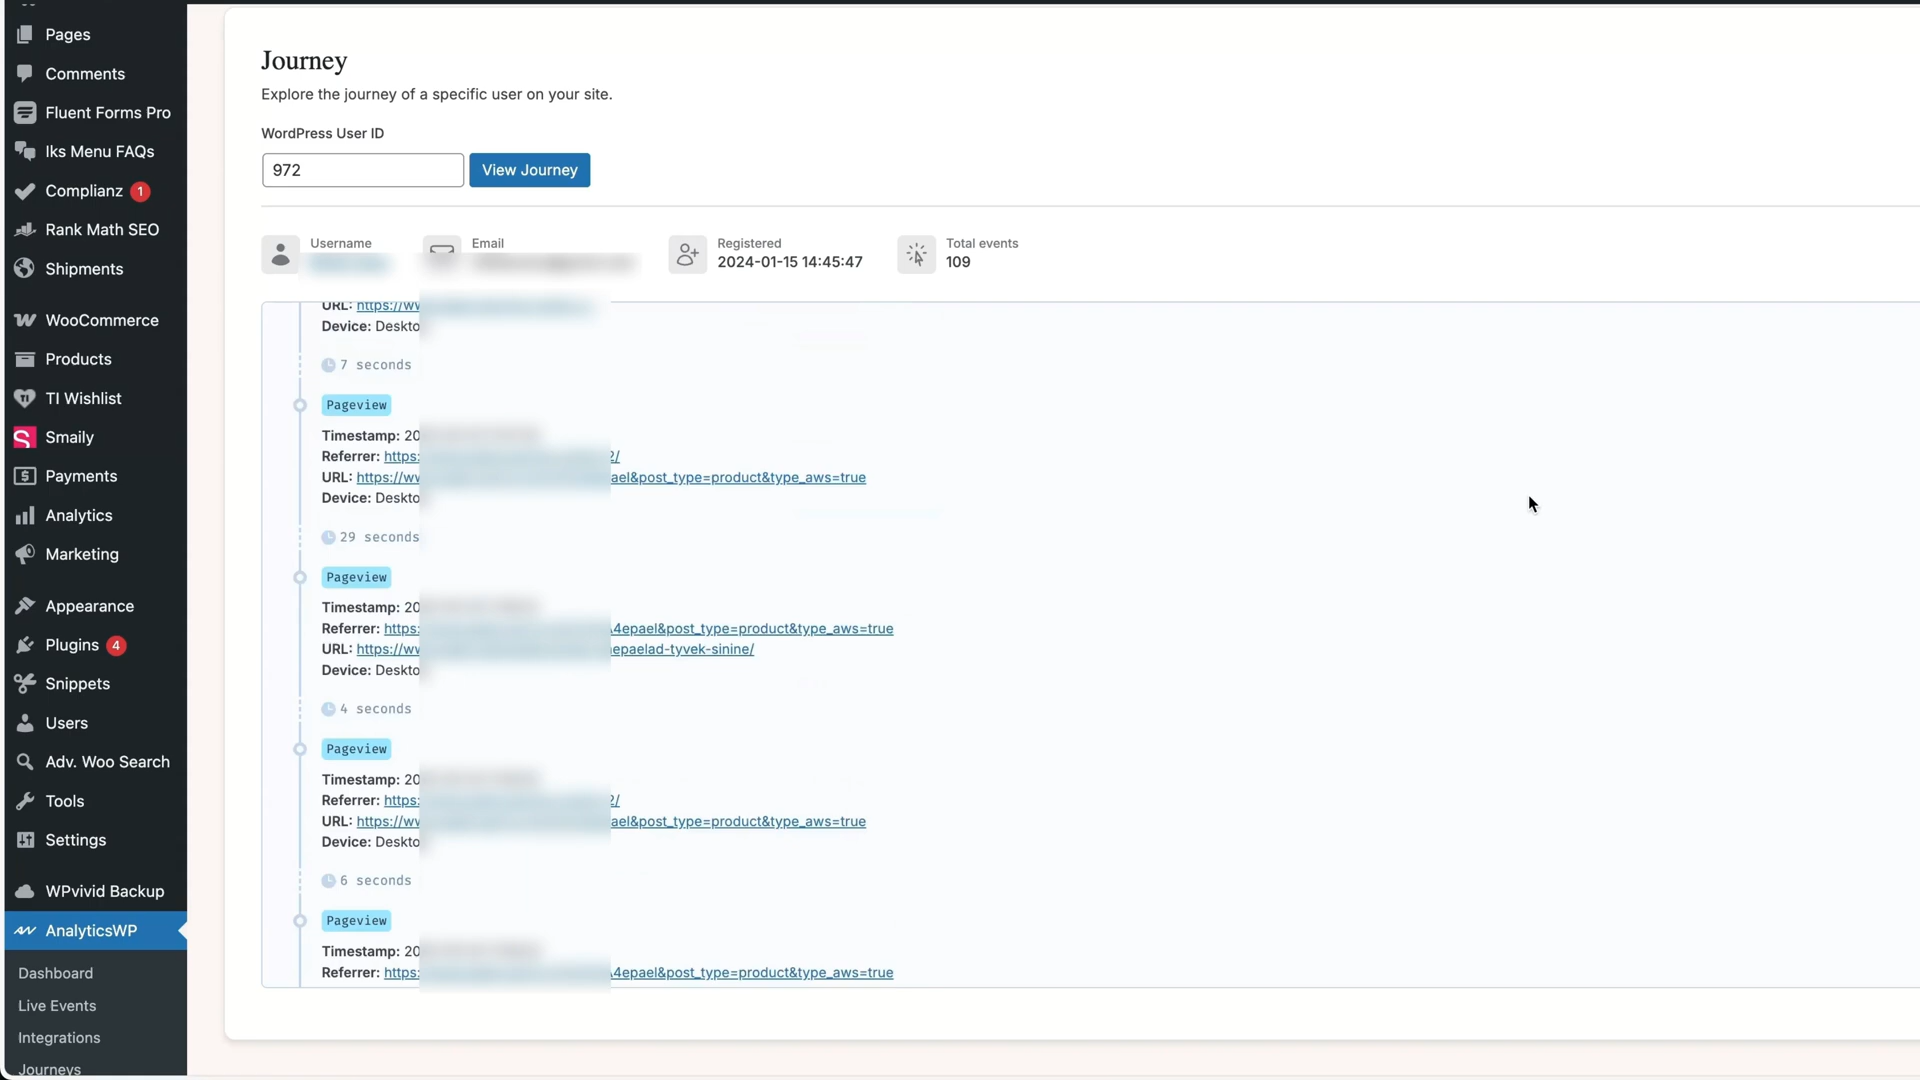 Pages
Comments
Fluent Forms Pro
Iks Menu FAQs
Complianz 1
Rank Math SEO
Shipments
WooCommerce
Products
TI Wishlist
Smaily
Payments
Analytics
Marketing
Appearance
Plugins 4
Snippets
Users
Adv. Woo Search
Tools
Settings
WPvivid Backup
AnalyticsWP
Dashboard
Live Events
Integrations
Journeys
Journey
Explore the journey of a specific user on your site.
WordPress User ID
972 View Journey
Username Email Registered Total events
2024-01-15 14:45:47 109
URL: https://ww
Device: Deskto
7 seconds
Pageview
Timestamp: 20
Referrer: https: 2/
URL: https://ww ael&post_type=product&type_aws=true
Device: Deskto
29 seconds
Pageview
Timestamp: 20
Referrer: https: 4epael&post_type=product&type_aws=true
URL: https://ww epaelad-tyvek-sinine/
Device: Deskto
4 seconds
Pageview
Timestamp: 20
Referrer: https: 2/
URL: https://ww ael&post_type=product&type_aws=true
Device: Deskto
6 seconds
Pageview
Timestamp: 20
Referrer: https: 4epael&post_type=product&type_aws=true